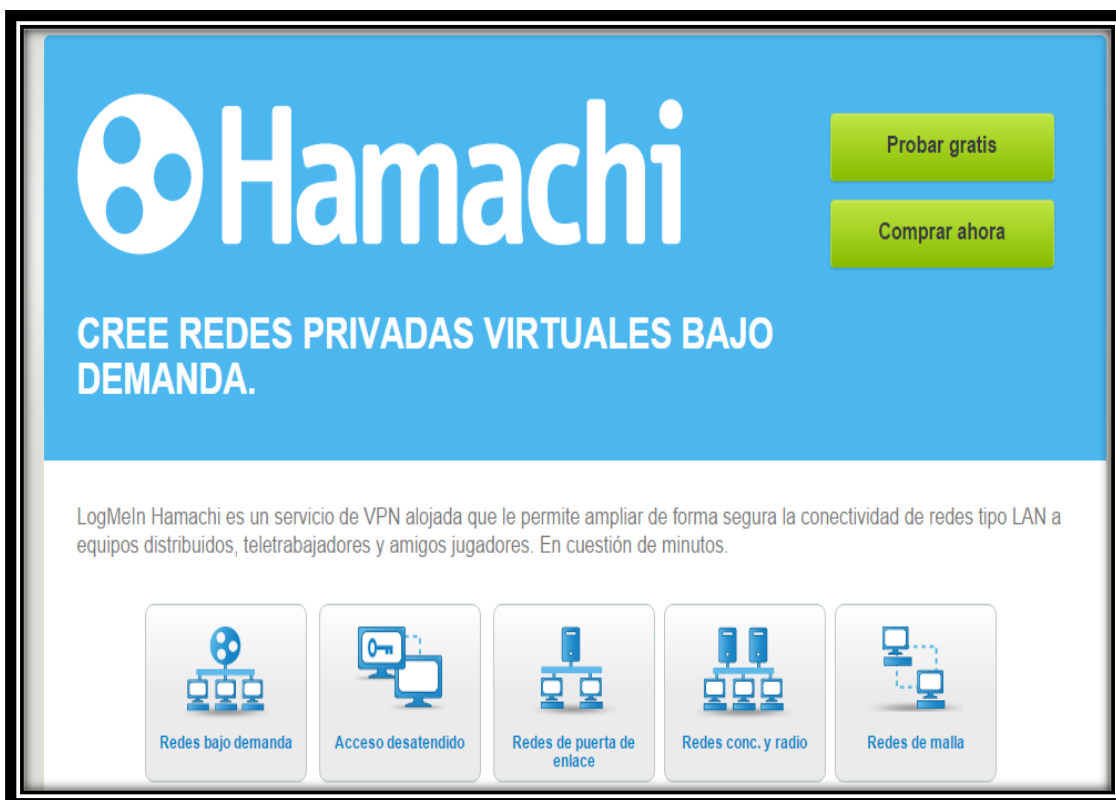 Hamachi
Probar gratis
Comprar ahora
CREE REDES PRIVADAS VIRTUALES BAJO
DEMANDA.
LogMeIn Hamachi es un servicio de VPN alojada que le permite ampliar de forma segura la conectividad de redes tipo LAN a
equipos distribuidos, teletrabajadores y amigos jugadores. En cuestión de minutos.
Redes bajo demanda
Acceso desatendido
Redes de puerta de
enlace
Redes conc. y radio
Redes de malla